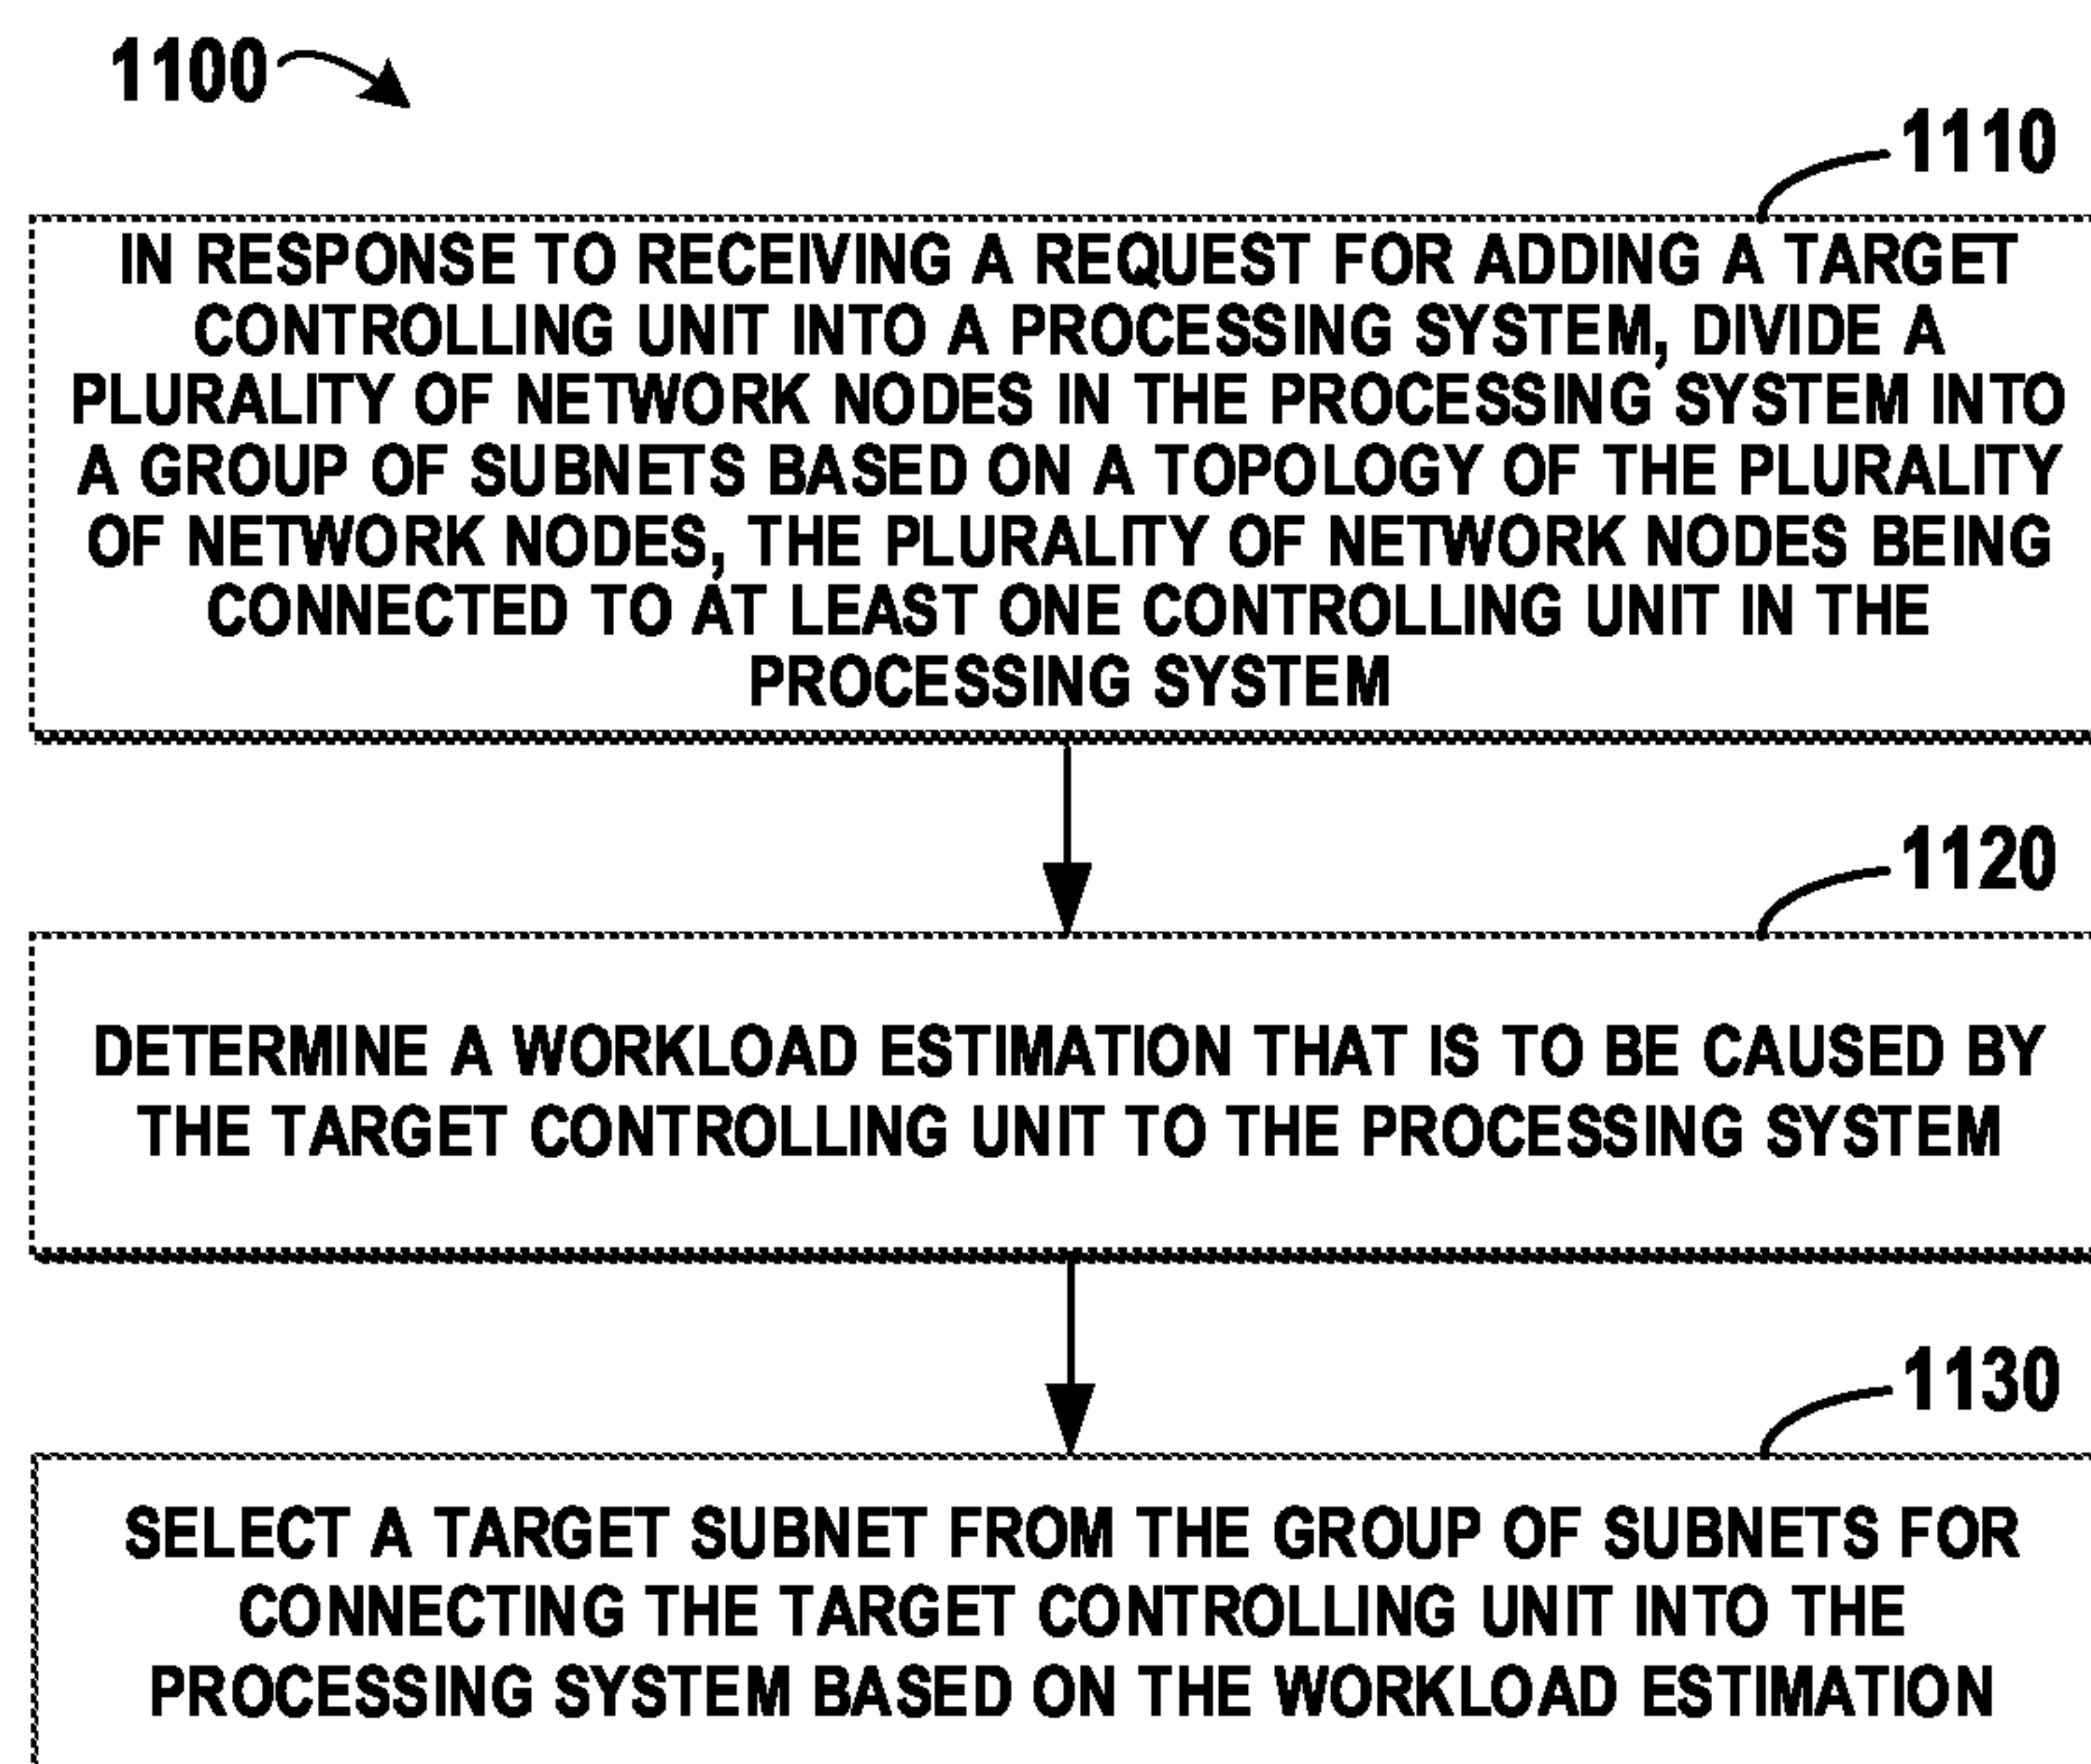 1100
1110
IN RESPONSE TO RECEIVING A REQUEST FOR ADDING A TARGET
CONTROLLING UNIT INTO A PROCESSING SYSTEM, DIVIDE A
PLURALITY OF NETWORK NODES IN THE PROCESSING SYSTEM INTO
A GROUP OF SUBNETS BASED ON A TOPOLOGY OF THE PLURALITY
OF NETWORK NODES, THE PLURALITY OF NETWORK NODES BEING
CONNECTED TO AT LEAST ONE CONTROLLING UNIT IN THE
PROCESSING SYSTEM
1120
DETERMINE A WORKLOAD ESTIMATION THAT IS TO BE CAUSED BY
THE TARGET CONTROLLING UNIT TO THE PROCESSING SYSTEM
1130
SELECT A TARGET SUBNET FROM THE GROUP OF SUBNETS FOR
CONNECTING THE TARGET CONTROLLING UNIT INTO THE
PROCESSING SYSTEM BASED ON THE WORKLOAD ESTIMATION